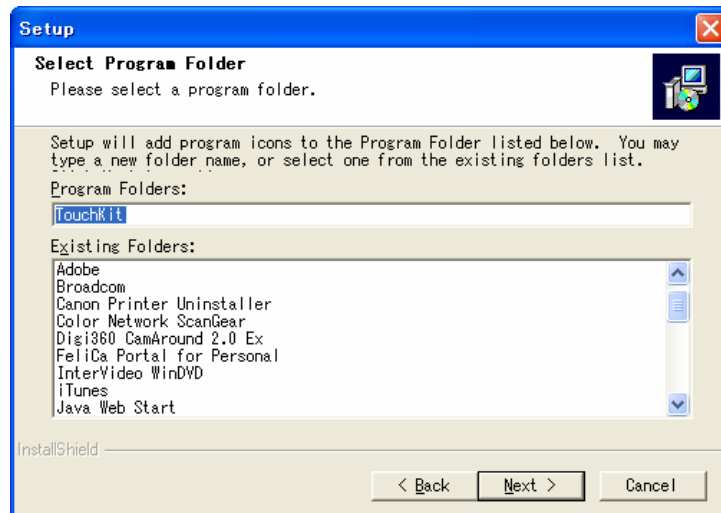 Setup
Select Program Folder
Please select a program folder.
Setup will add program icons to the Program Folder listed below. You may
type a new folder name, or select one from the existing folders list.
Program Folders:
TouchKit
Existing Folders:
Adobe
Broadcom
Canon Printer Uninstaller
Color Network ScanGear
Digi360 CamAround 2.0 Ex
FeliCa Portal for Personal
InterVideo WinDVD
iTunes
Java Web Start
InstallShield
< Back
Next >
Cancel